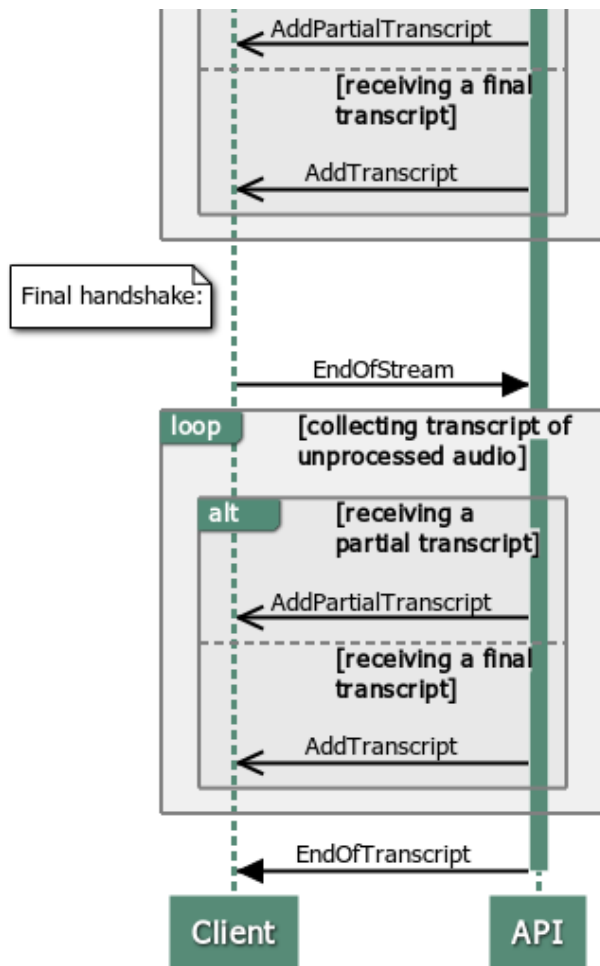 AddPartialTranscript
[receiving a final
transcript]
AddTranscript
Final handshake:
EndOfStream
loop
[collecting transcript of
unprocessed audio]
alt
[receiving a
partial transcript]
AddPartialTranscript
[receiving a final
transcript]
AddTranscript
EndOfTranscript
Client
API